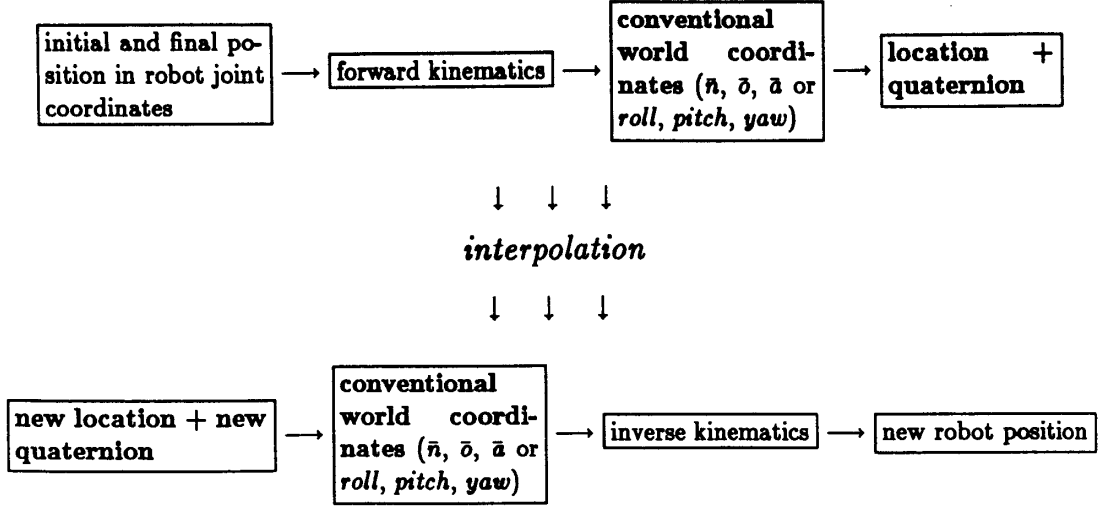 initial and final po-
sition in robot joint
coordinates
→ forward kinematics →
conventional
world coordi-
nates (n̄, ō, ā or
roll, pitch, yaw)
→
location +
quaternion
↓ ↓ ↓
interpolation
↓ ↓ ↓
new location + new
quaternion
→
conventional
world coordi-
nates (n̄, ō, ā or
roll, pitch, yaw)
→ inverse kinematics → new robot position